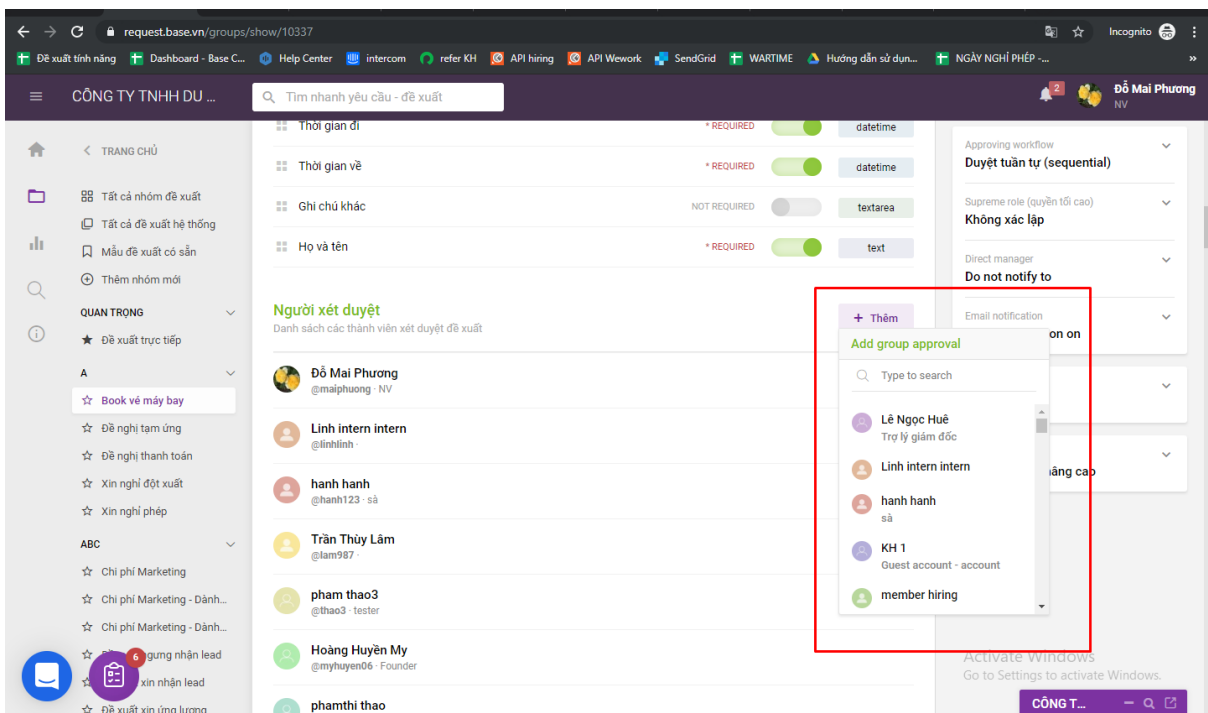 request.base.vn/groups/show/10337
Incognito
Đề xuất tính năng
Dashboard - Base C...
Help Center
intercom
refer KH
API hiring
API Wework
SendGrid
WARTIME
Hướng dẫn sử dụn...
NGÀY NGHỈ PHÉP -...
»
CÔNG TY TNHH DU ...
Tìm nhanh yêu cầu - đề xuất
2
Đỗ Mai Phương
NV
TRANG CHỦ
Tất cả nhóm đề xuất
Tất cả đề xuất hệ thống
Mẫu đề xuất có sẵn
Thêm nhóm mới
QUAN TRỌNG
Đề xuất trực tiếp
A
Book vé máy bay
Đề nghị tạm ứng
Đề nghị thanh toán
Xin nghỉ đột xuất
Xin nghỉ phép
ABC
Chi phí Marketing
Chi phí Marketing - Dành...
Chi phí Marketing - Dành...
6
gưng nhận lead
xin nhận lead
Đề xuất xin ứng lương
Thời gian đi
* REQUIRED
datetime
Thời gian về
* REQUIRED
datetime
Ghi chú khác
NOT REQUIRED
textarea
Họ và tên
* REQUIRED
text
Người xét duyệt
Danh sách các thành viên xét duyệt đề xuất
+ Thêm
Đỗ Mai Phương
@maiphuong · NV
Linh intern intern
@linhlinh ·
hanh hanh
@hanh123 · sà
Trần Thùy Lâm
@lam987 ·
pham thao3
@thao3 · tester
Hoàng Huyền My
@myhuyen06 · Founder
phamthi thao
Add group approval
Type to search
Lê Ngọc Huê
Trợ lý giám đốc
Linh intern intern
hanh hanh
sà
KH 1
Guest account - account
member hiring
Approving workflow
Duyệt tuần tự (sequential)
Supreme role (quyền tối cao)
Không xác lập
Direct manager
Do not notify to
Email notification
on on
âng cao
Activate Windows
Go to Settings to activate Windows.
CÔNG T...